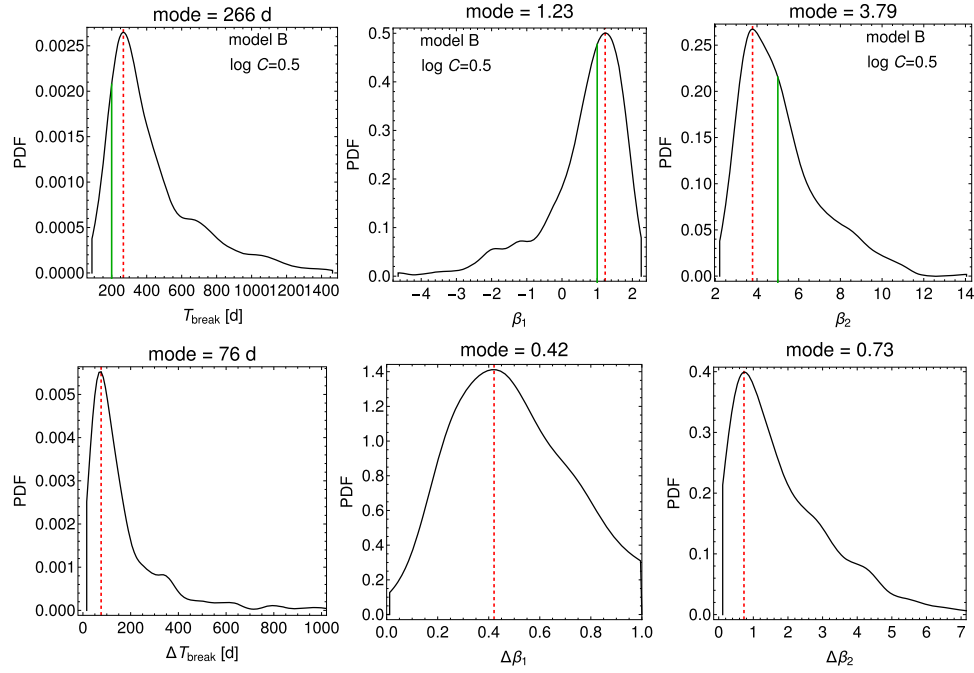 mode = 266 d
model B
log C=0.5
PDF
0.0025
0.0020
0.0015
0.0010
0.0005
0.0000
200 400 600 800 1000 1200 1400
T_break [d]
mode = 1.23
model B
log C=0.5
PDF
0.5
0.4
0.3
0.2
0.1
0.0
−4 −3 −2 −1 0 1 2
β₁
mode = 3.79
model B
log C=0.5
PDF
0.25
0.20
0.15
0.10
0.05
0.00
2 4 6 8 10 12 14
β₂
mode = 76 d
PDF
0.005
0.004
0.003
0.002
0.001
0.000
0 200 400 600 800 1000
ΔT_break [d]
mode = 0.42
PDF
1.4
1.2
1.0
0.8
0.6
0.4
0.2
0.0
0.0 0.2 0.4 0.6 0.8 1.0
Δβ₁
mode = 0.73
PDF
0.4
0.3
0.2
0.1
0.0
0 1 2 3 4 5 6 7
Δβ₂